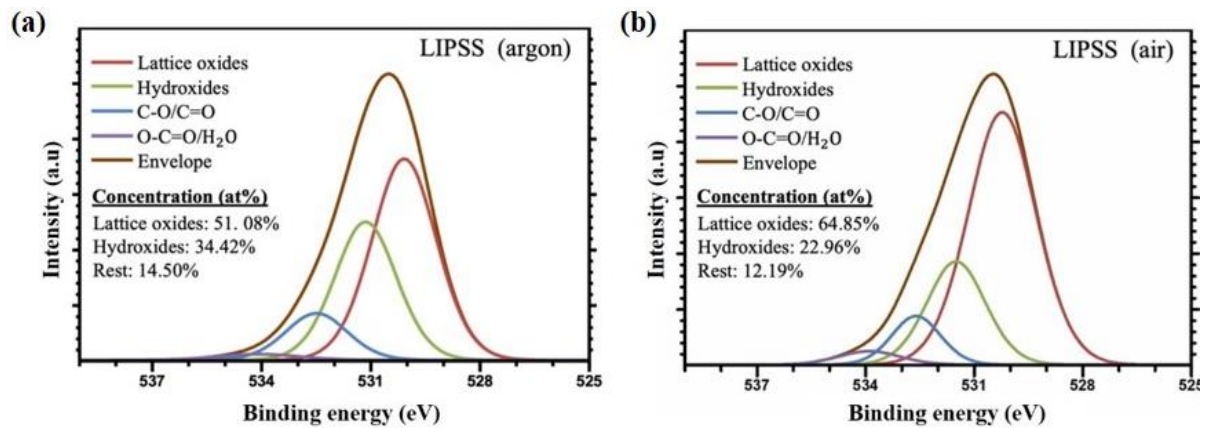 (a)
LIPSS (argon)
Lattice oxides
Hydroxides
C-O/C=O
O-C=O/H₂O
Envelope
Concentration (at%)
Lattice oxides: 51. 08%
Hydroxides: 34.42%
Rest: 14.50%
Intensity (a.u)
537 534 531 528 525
Binding energy (eV)
(b)
LIPSS (air)
Lattice oxides
Hydroxides
C-O/C=O
O-C=O/H₂O
Envelope
Concentration (at%)
Lattice oxides: 64.85%
Hydroxides: 22.96%
Rest: 12.19%
Intensity (a.u)
537 534 531 528 525
Binding energy (eV)